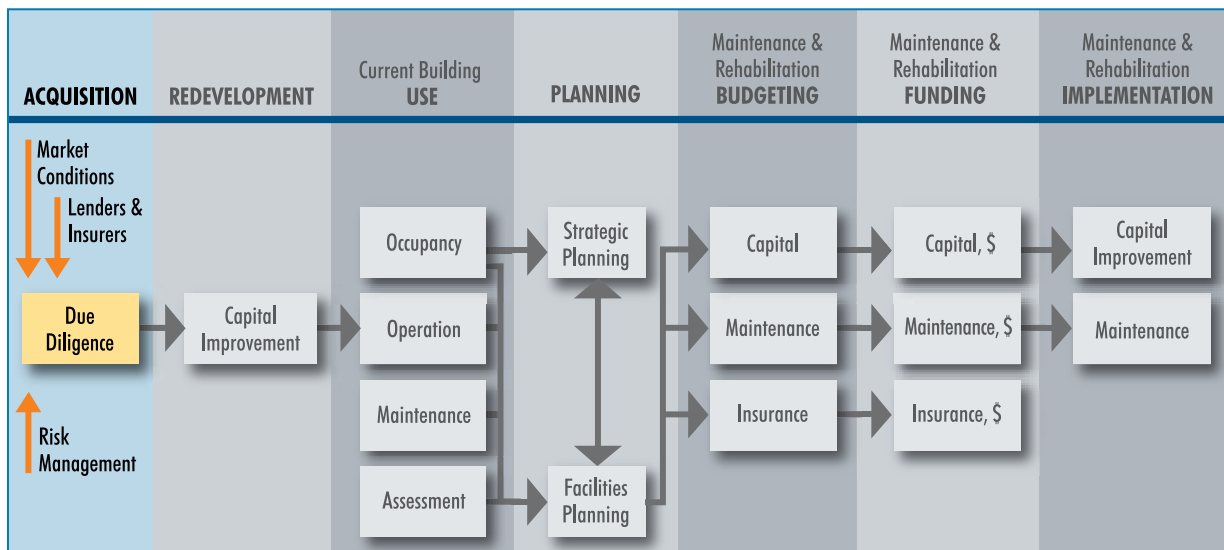 ACQUISITION
REDEVELOPMENT
Current Building
USE
PLANNING
Maintenance &
Rehabilitation
BUDGETING
Maintenance &
Rehabilitation
FUNDING
Maintenance &
Rehabilitation
IMPLEMENTATION
Market
Conditions
Lenders &
Insurers
Due
Diligence
Risk
Management
Capital
Improvement
Occupancy
Operation
Maintenance
Assessment
Strategic
Planning
Facilities
Planning
Capital
Maintenance
Insurance
Capital, $
Maintenance, $
Insurance, $
Capital
Improvement
Maintenance